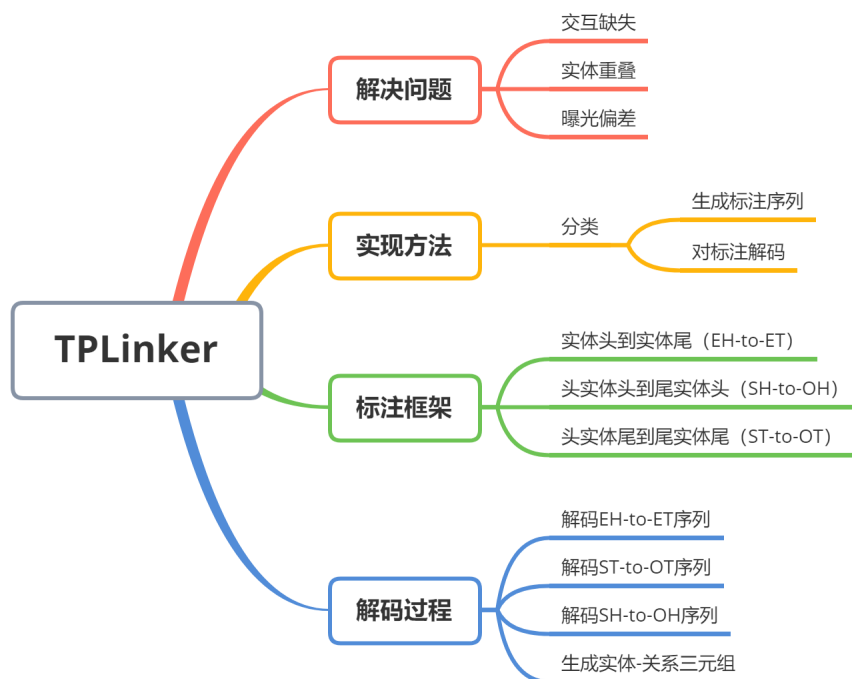 TPLinker
解决问题
交互缺失
实体重叠
曝光偏差
实现方法
分类
生成标注序列
对标注解码
标注框架
实体头到实体尾（EH-to-ET）
头实体头到尾实体头（SH-to-OH）
头实体尾到尾实体尾（ST-to-OT）
解码过程
解码EH-to-ET序列
解码ST-to-OT序列
解码SH-to-OH序列
生成实体-关系三元组